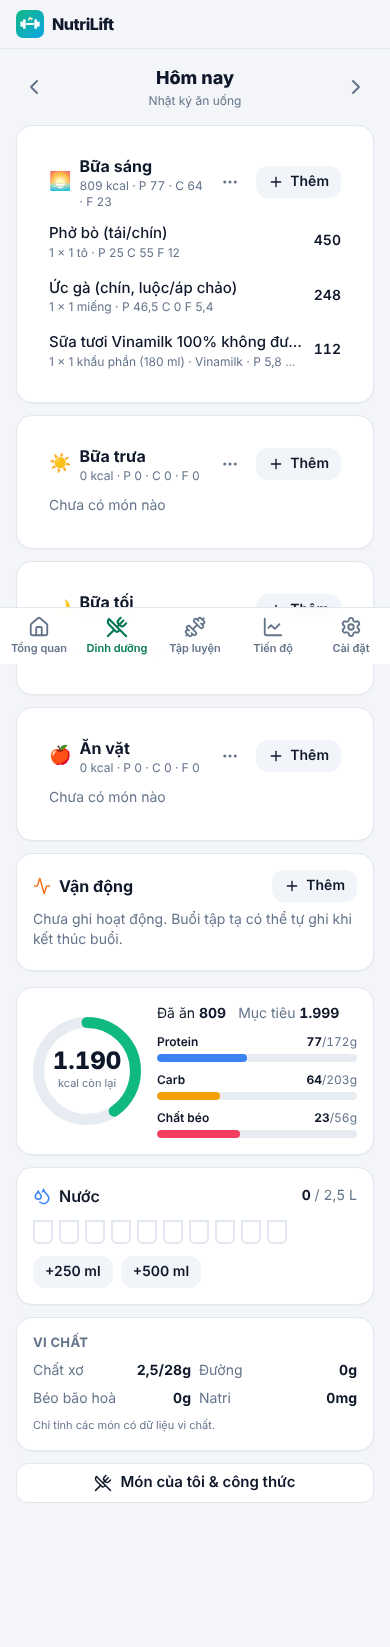 NutriLift
Hôm nay
Nhật ký ăn uống
Bữa sáng
809 kcal · P 77 · C 64
· F 23
Thêm
Phở bò (tái/chín)
1 × 1 tô · P 25 C 55 F 12
450
Ức gà (chín, luộc/áp chảo)
1 × 1 miếng · P 46,5 C 0 F 5,4
248
Sữa tươi Vinamilk 100% không đư...
1 × 1 khẩu phần (180 ml) · Vinamilk · P 5,8 ...
112
Bữa trưa
0 kcal · P 0 · C 0 · F 0
Thêm
Chưa có món nào
Bữa tối
Thêm
Tổng quan
Dinh dưỡng
Tập luyện
Tiến độ
Cài đặt
Ăn vặt
0 kcal · P 0 · C 0 · F 0
Thêm
Chưa có món nào
Vận động
Thêm
Chưa ghi hoạt động. Buổi tập tạ có thể tự ghi khi
kết thúc buổi.
1.190
kcal còn lại
Đã ăn 809 Mục tiêu 1.999
Protein 77/172g
Carb 64/203g
Chất béo 23/56g
Nước 0 / 2,5 L
+250 ml +500 ml
VI CHẤT
Chất xơ 2,5/28g Đường 0g
Béo bão hoà 0g Natri 0mg
Chỉ tính các món có dữ liệu vi chất.
Món của tôi & công thức